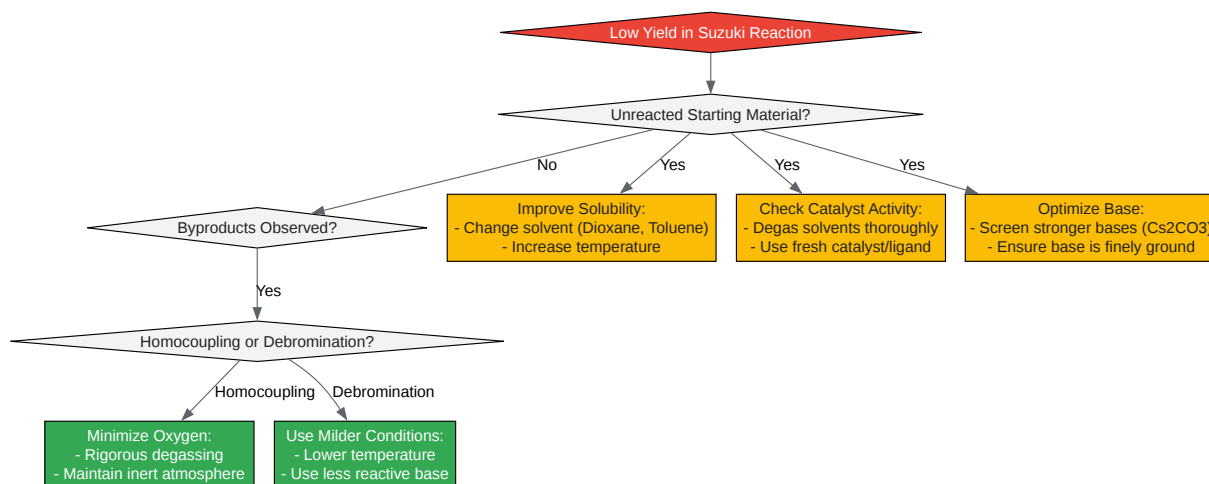 Low Yield in Suzuki Reaction
Unreacted Starting Material?
No
Yes
Yes
Yes
Byproducts Observed?
Improve Solubility:
- Change solvent (Dioxane, Toluene)
- Increase temperature
Check Catalyst Activity:
- Degas solvents thoroughly
- Use fresh catalyst/ligand
Optimize Base:
- Screen stronger bases (Cs2CO3)
- Ensure base is finely ground
Yes
Homocoupling or Debromination?
Homocoupling
Debromination
Minimize Oxygen:
- Rigorous degassing
- Maintain inert atmosphere
Use Milder Conditions:
- Lower temperature
- Use less reactive base